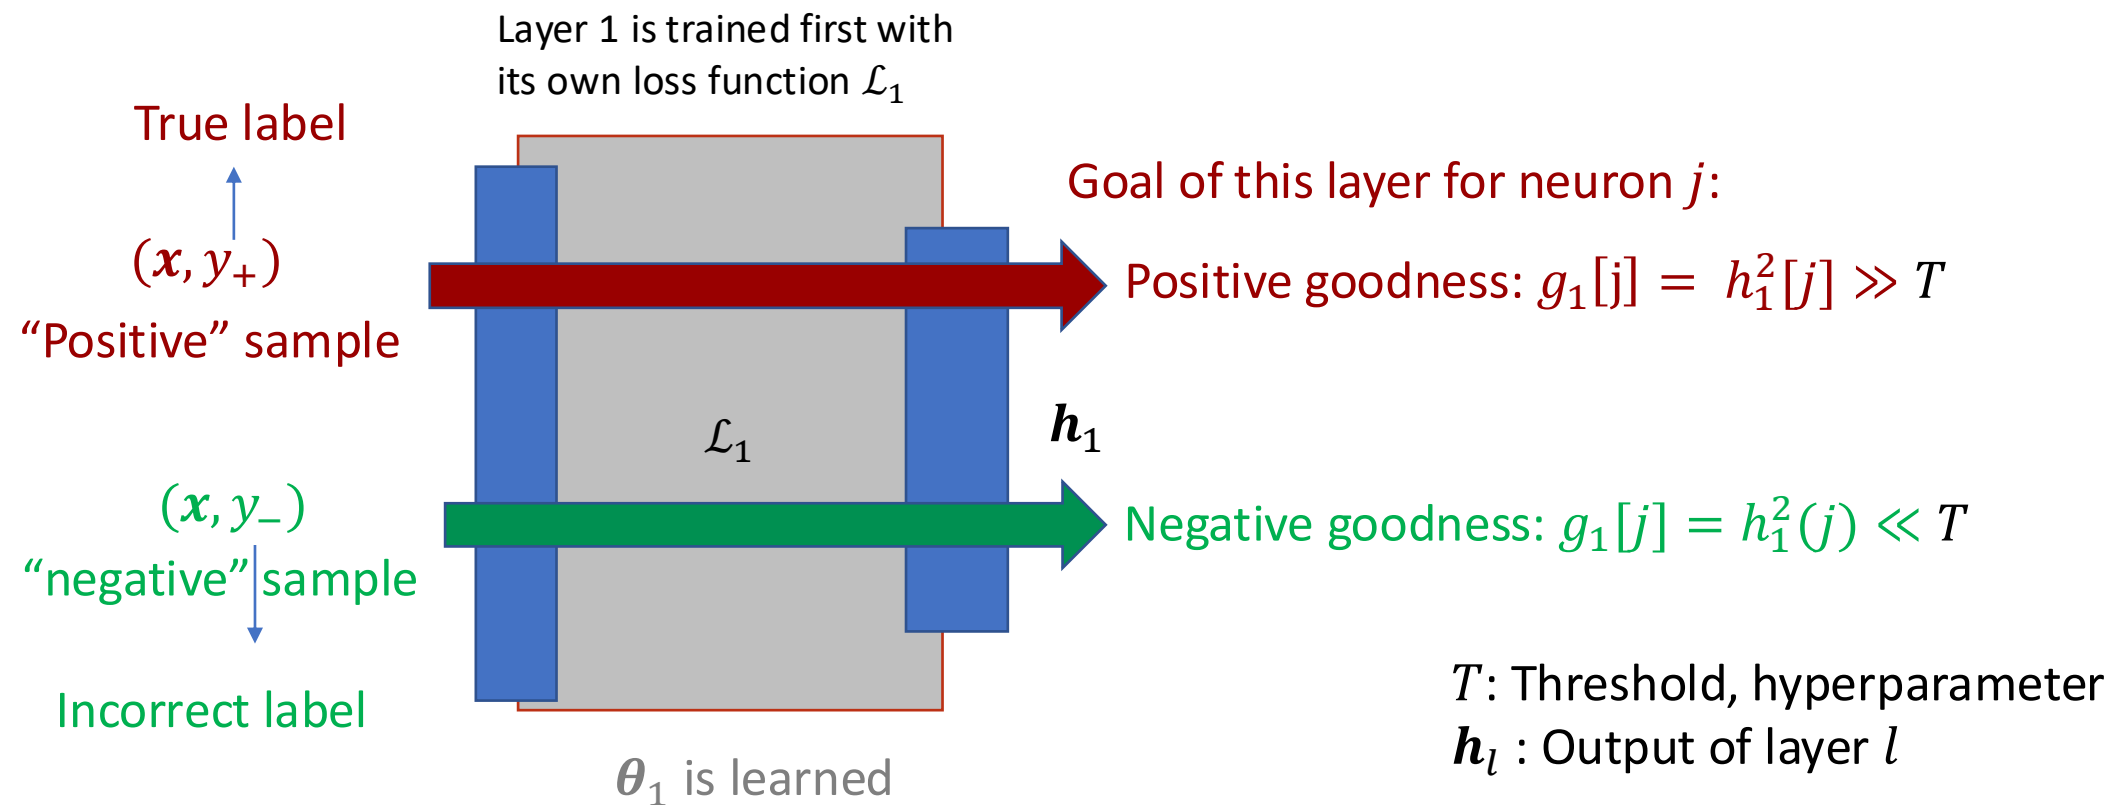 Layer 1 is trained first with
its own loss function ℒ₁
True label
(𝒙, y₊)
“Positive” sample
Goal of this layer for neuron j:
Positive goodness: g₁[j] = h₁²[j] ≫ T
ℒ₁
𝒉₁
(𝒙, y₋)
“negative” sample
Incorrect label
Negative goodness: g₁[j] = h₁²(j) ≪ T
T: Threshold, hyperparameter
𝒉ₗ : Output of layer l
𝜽₁ is learned